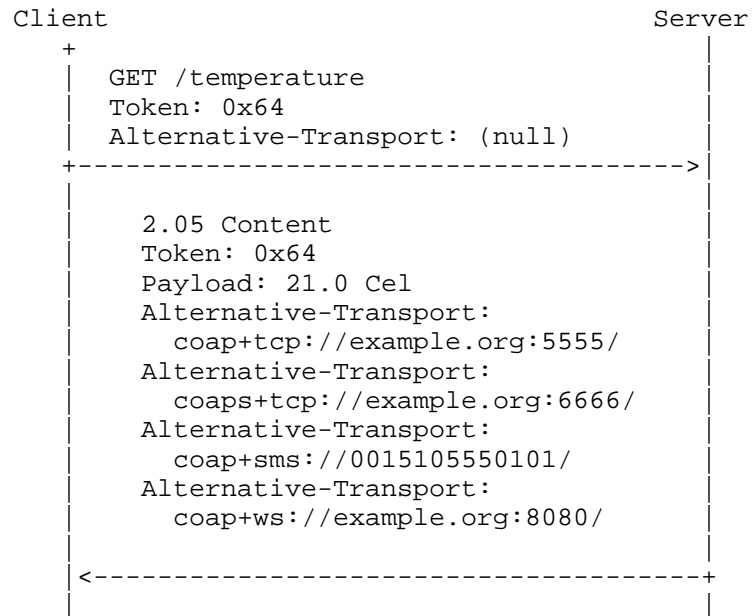 Client Server
GET /temperature
Token: 0x64
Alternative-Transport: (null)
2.05 Content
Token: 0x64
Payload: 21.0 Cel
Alternative-Transport:
coap+tcp://example.org:5555/
Alternative-Transport:
coaps+tcp://example.org:6666/
Alternative-Transport:
coap+sms://0015105550101/
Alternative-Transport:
coap+ws://example.org:8080/